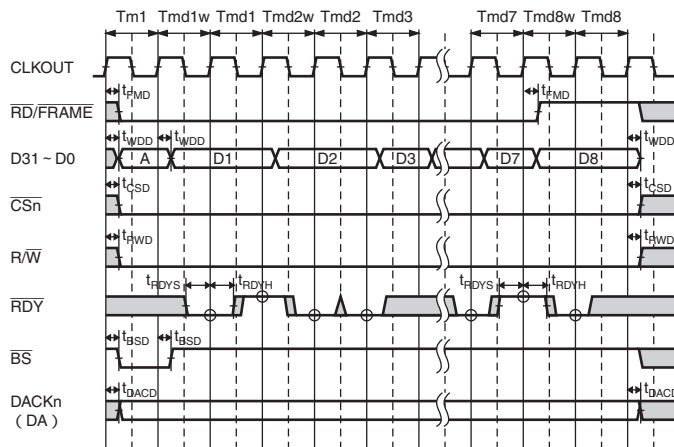 Tm1 Tmd1w Tmd1 Tmd2w Tmd2 Tmd3 Tmd7 Tmd8w Tmd8
CLKOUT
tFMD tFMD
RD/FRAME
tWDD tWDD tWDD
D31 ~ D0 A D1 D2 D3 D7 D8
tCSD tCSD
CSn
tRWD tRWD
R/W
tRDYS tRDYH tRDYS tRDYH
RDY
tBSD tBSD
BS
tDACD tDACD
DACKn
( DA )